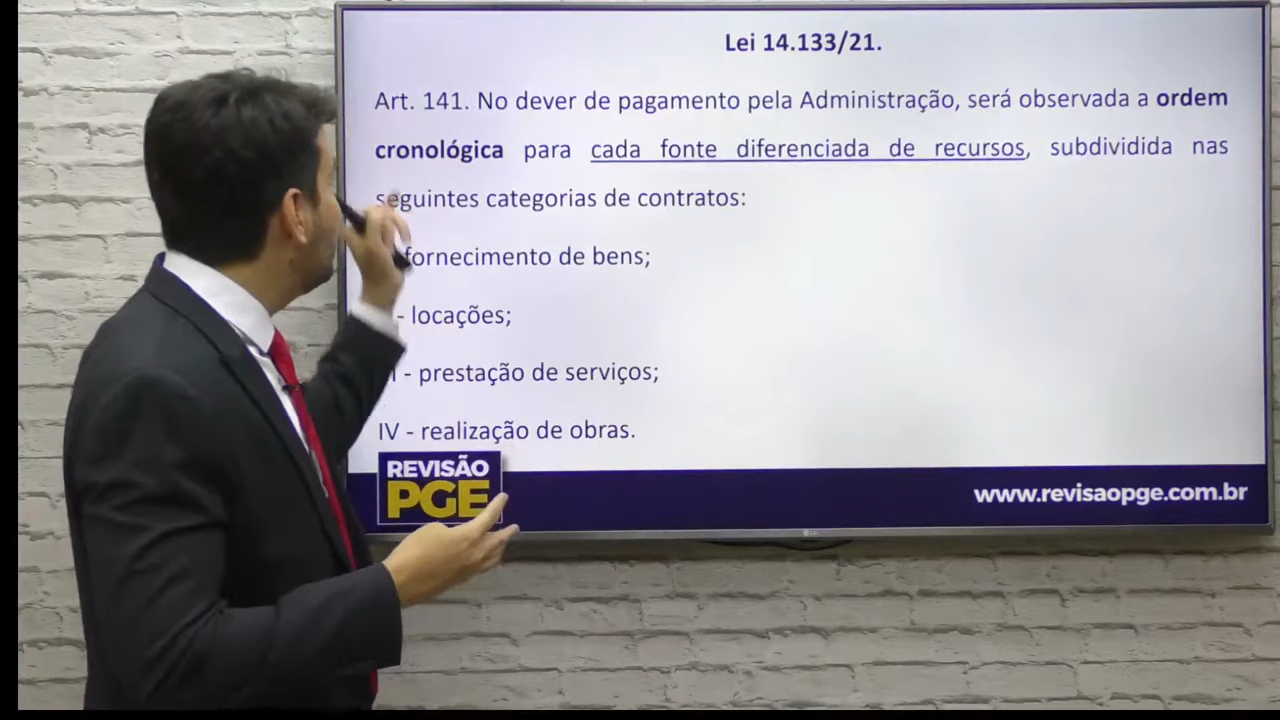 Lei 14.133/21.
Art. 141. No dever de pagamento pela Administração, será observada a ordem
cronológica para cada fonte diferenciada de recursos, subdividida nas
seguintes categorias de contratos:
fornecimento de bens;
- locações;
- prestação de serviços;
IV - realização de obras.
REVISÃO
PGE
www.revisaopge.com.br
LG